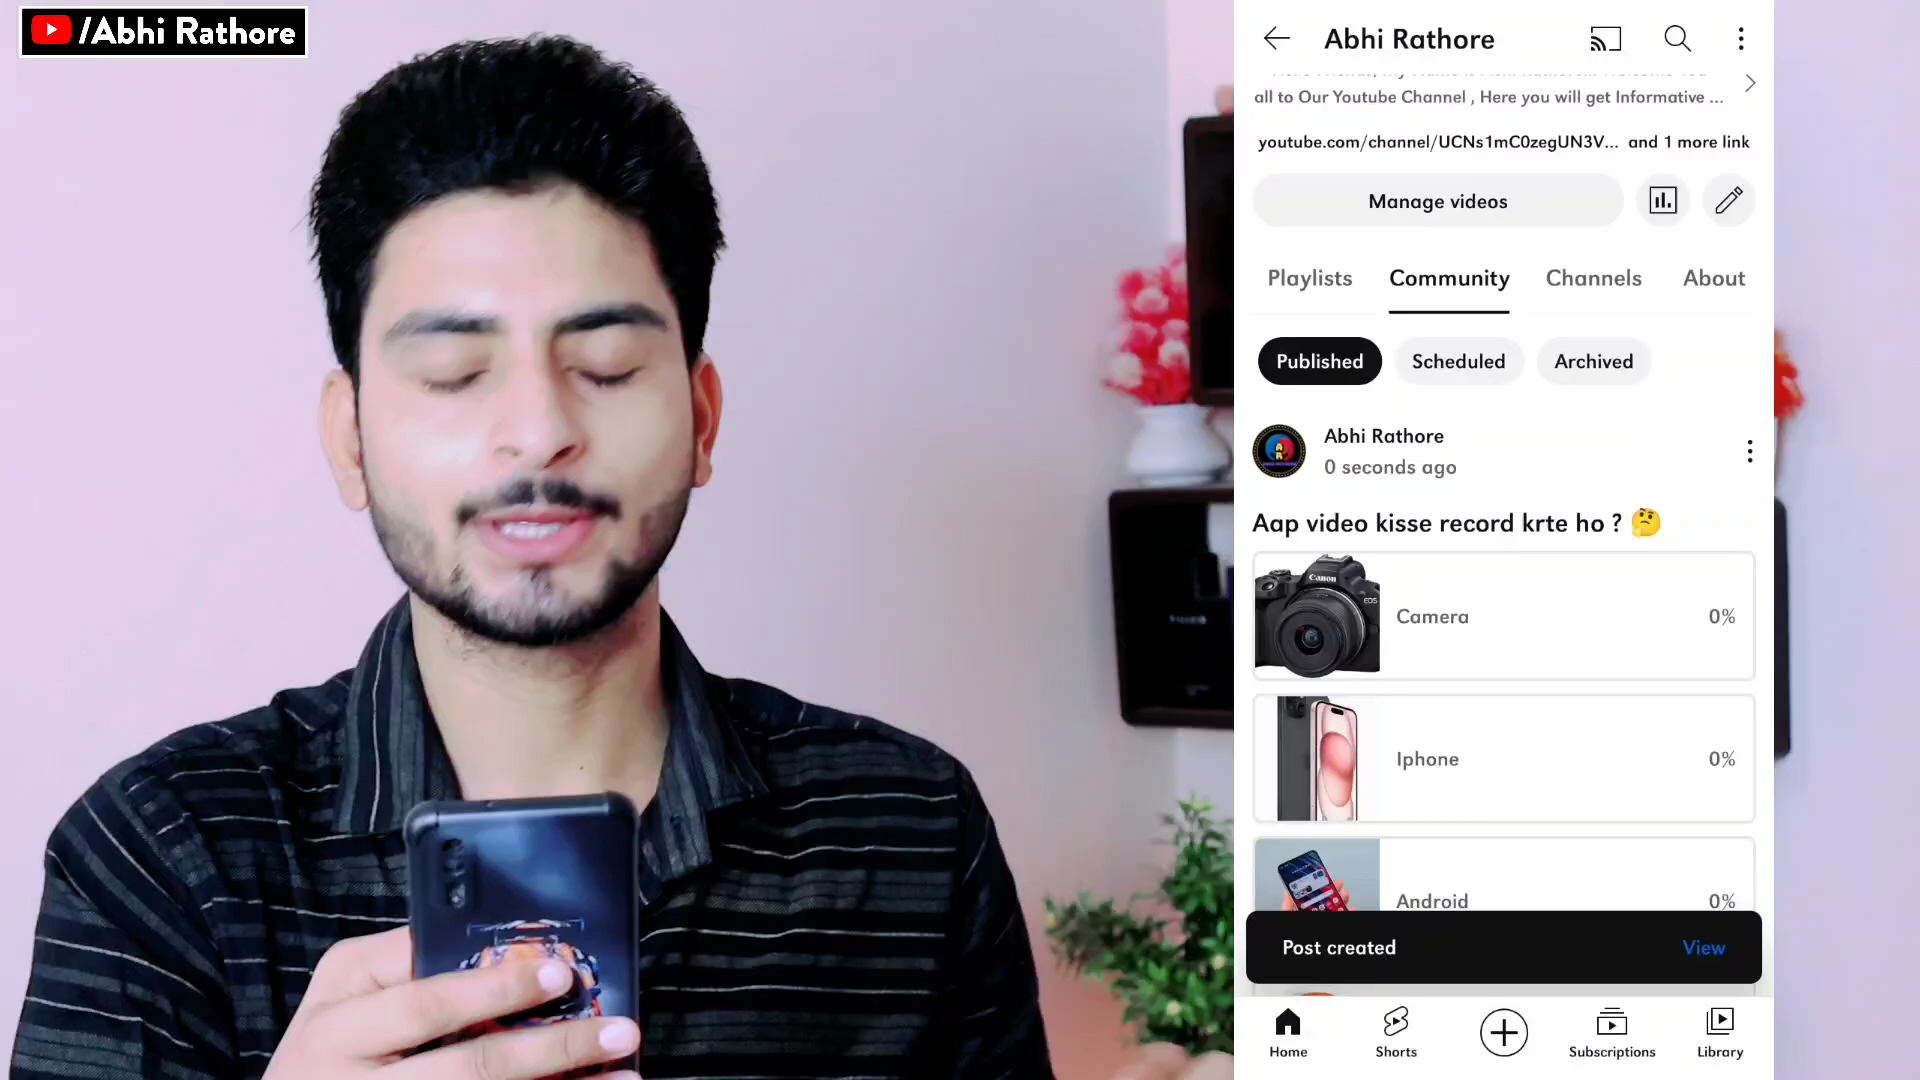 /Abhi Rathore
Abhi Rathore
all to Our Youtube Channel , Here you will get Informative ...
youtube.com/channel/UCNs1mC0zegUN3V... and 1 more link
Manage videos
Playlists Community Channels About
Published Scheduled Archived
Abhi Rathore
0 seconds ago
Aap video kisse record krte ho ? 🤔
Canon
EOS
Camera 0%
Iphone 0%
Android 0%
Post created View
Home Shorts Subscriptions Library